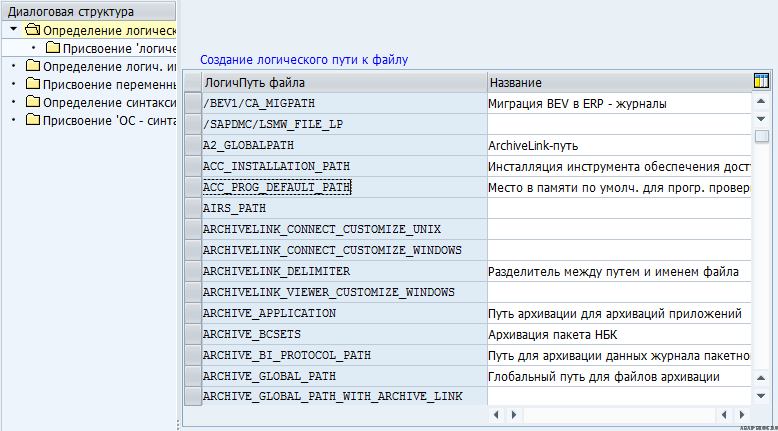 Диалоговая структура
Определение логическ
Присвоение 'логиче
Определение логич. им
Присвоение переменны
Определение синтакси
Присвоение 'ОС - синта
Создание логического пути к файлу
ЛогичПуть файла Название
/BEV1/CA_MIGPATH Миграция BEV в ERP - журналы
/SAPDMC/LSMW_FILE_LP
A2_GLOBALPATH ArchiveLink-путь
ACC_INSTALLATION_PATH Инсталляция инструмента обеспечения дост
ACC_PROG_DEFAULT_PATH Место в памяти по умолч. для прогр. провер
AIRS_PATH
ARCHIVELINK_CONNECT_CUSTOMIZE_UNIX
ARCHIVELINK_CONNECT_CUSTOMIZE_WINDOWS
ARCHIVELINK_DELIMITER Разделитель между путем и именем файла
ARCHIVELINK_VIEWER_CUSTOMIZE_WINDOWS
ARCHIVE_APPLICATION Путь архивации для архиваций приложений
ARCHIVE_BCSETS Архивация пакета НБК
ARCHIVE_BI_PROTOCOL_PATH Путь для архивации данных журнала пакетно
ARCHIVE_GLOBAL_PATH Глобальный путь для файлов архивации
ARCHIVE_GLOBAL_PATH_WITH_ARCHIVE_LINK